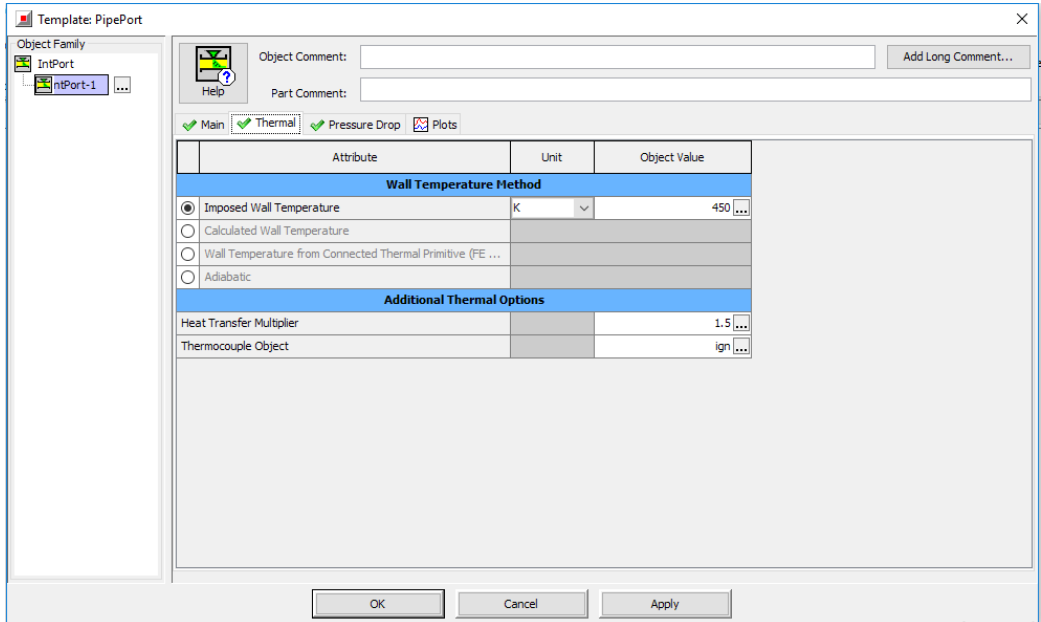 Template: PipePort
Object Family
IntPort
ntPort-1
...
Help
Object Comment:
Add Long Comment...
Part Comment:
Main Thermal Pressure Drop Plots
Attribute Unit Object Value
Wall Temperature Method
Imposed Wall Temperature K 450 ...
Calculated Wall Temperature
Wall Temperature from Connected Thermal Primitive (FE ...
Adiabatic
Additional Thermal Options
Heat Transfer Multiplier 1.5 ...
Thermocouple Object ign ...
OK Cancel Apply